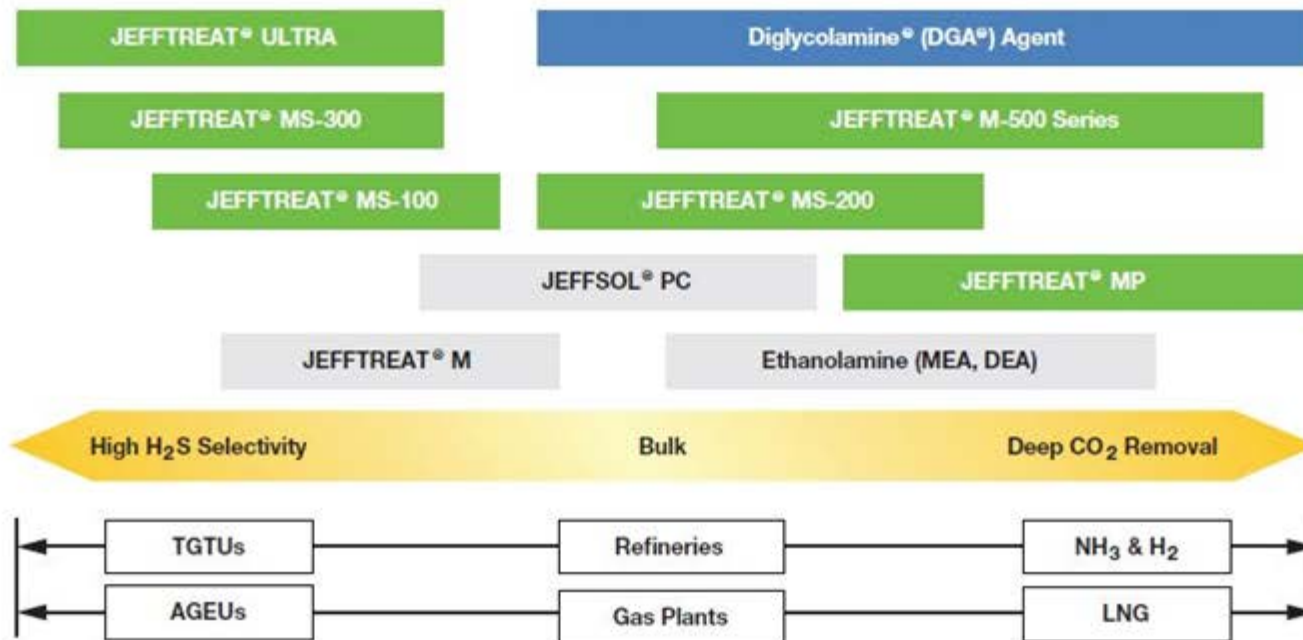 JEFFTREAT® ULTRA
Diglycolamine® (DGA®) Agent
JEFFTREAT® MS-300
JEFFTREAT® M-500 Series
JEFFTREAT® MS-100
JEFFTREAT® MS-200
JEFFSOL® PC
JEFFTREAT® MP
JEFFTREAT® M
Ethanolamine (MEA, DEA)
High H₂S Selectivity
Bulk
Deep CO₂ Removal
TGTUs
Refineries
NH₃ & H₂
AGEUs
Gas Plants
LNG